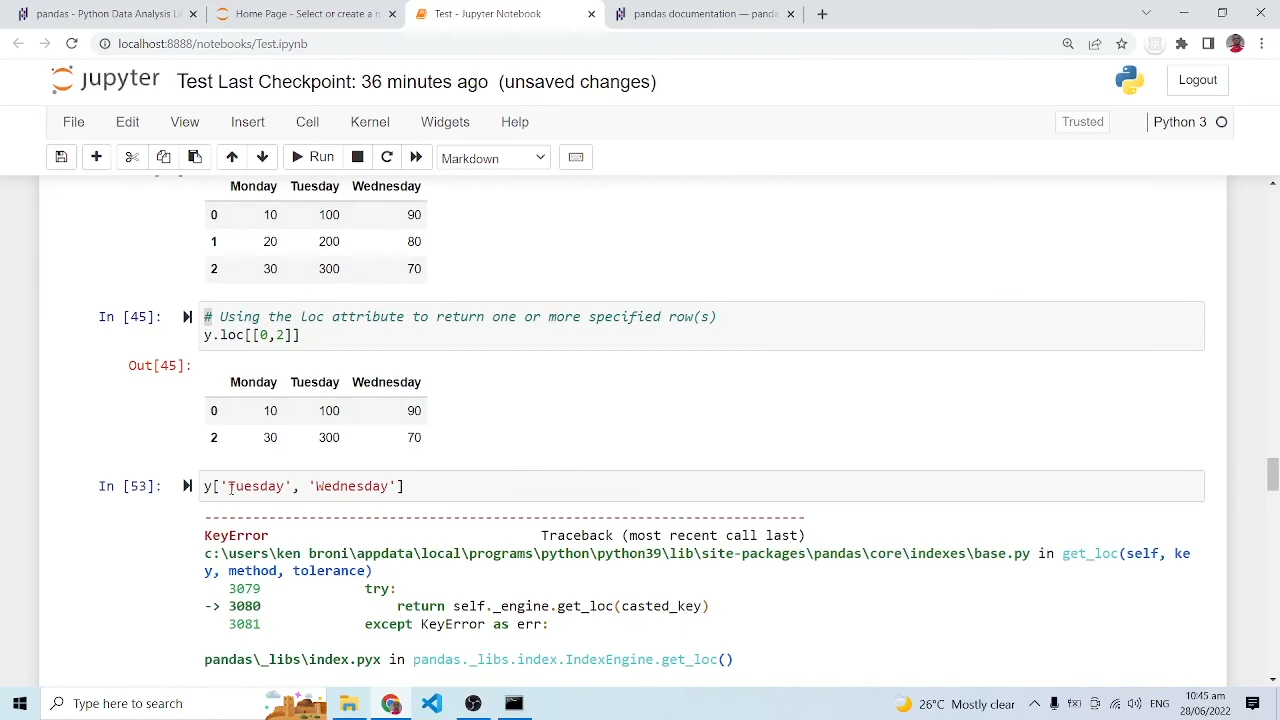 pandas - Python Data Analysis Li
Home Page - Select or create a n
Test - Jupyter Notebook
pandas documentation — panda
localhost:8888/notebooks/Test.ipynb
jupyter Test Last Checkpoint: 36 minutes ago (unsaved changes)
Logout
File Edit View Insert Cell Kernel Widgets Help
Trusted
Python 3
Run
Markdown
Monday Tuesday Wednesday
0 10 100 90
1 20 200 80
2 30 300 70
In [45]: # Using the loc attribute to return one or more specified row(s)
y.loc[[0,2]]
Out[45]:
Monday Tuesday Wednesday
0 10 100 90
2 30 300 70
In [53]: y['Tuesday', 'Wednesday']
---------------------------------------------------------------------------
KeyError Traceback (most recent call last)
c:\users\ken broni\appdata\local\programs\python\python39\lib\site-packages\pandas\core\indexes\base.py in get_loc(self, ke
y, method, tolerance)
3079 try:
-> 3080 return self._engine.get_loc(casted_key)
3081 except KeyError as err:
pandas\_libs\index.pyx in pandas._libs.index.IndexEngine.get_loc()
Type here to search
26°C Mostly clear
ENG
10:45 am
28/06/2022